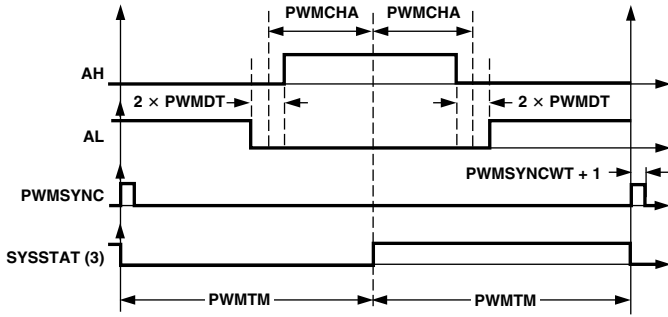 PWMCHA PWMCHA
AH
2 × PWMDT 2 × PWMDT
AL
PWMSYNCWT + 1
PWMSYNC
SYSSTAT (3)
PWMTM PWMTM